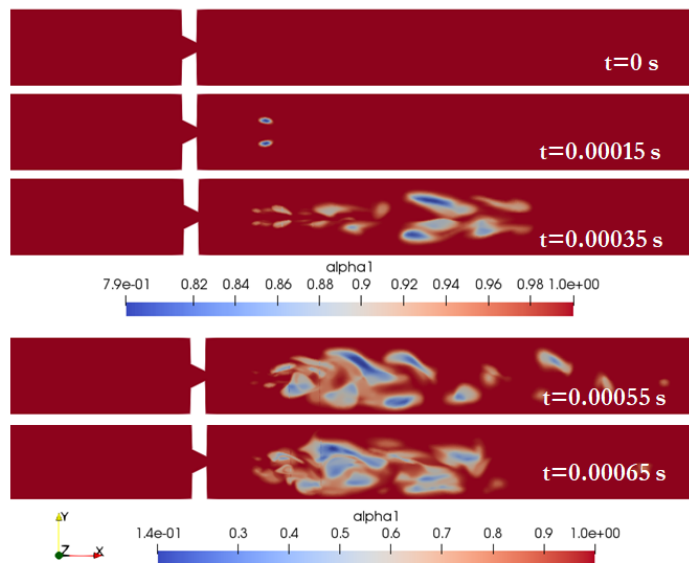 t=0 s
t=0.00015 s
t=0.00035 s
alpha1
7.9e-01 0.82 0.84 0.86 0.88 0.9 0.92 0.94 0.96 0.98 1.0e+00
t=0.00055 s
t=0.00065 s
Y
Z X
alpha1
1.4e-01 0.3 0.4 0.5 0.6 0.7 0.8 0.9 1.0e+00